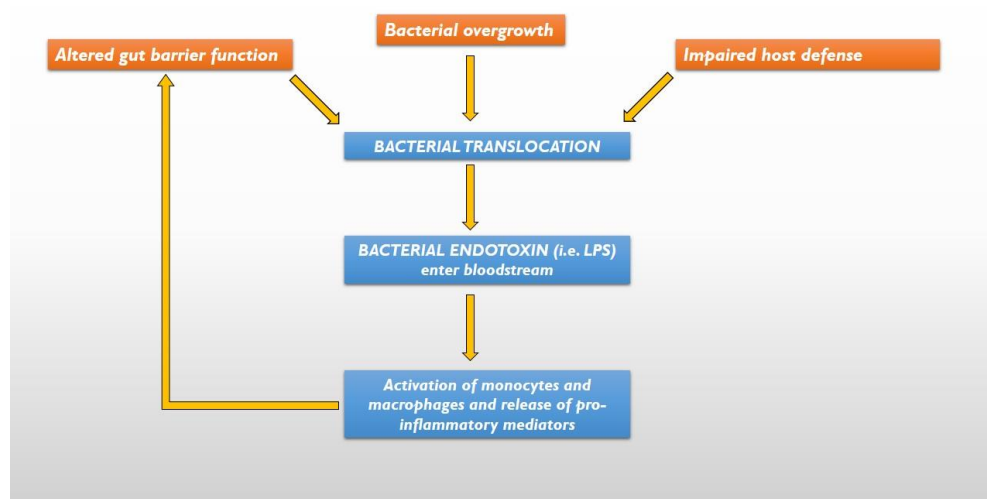 Bacterial overgrowth
Altered gut barrier function
Impaired host defense
BACTERIAL TRANSLOCATION
BACTERIAL ENDOTOXIN (i.e. LPS)
enter bloodstream
Activation of monocytes and
macrophages and release of pro-
inflammatory mediators